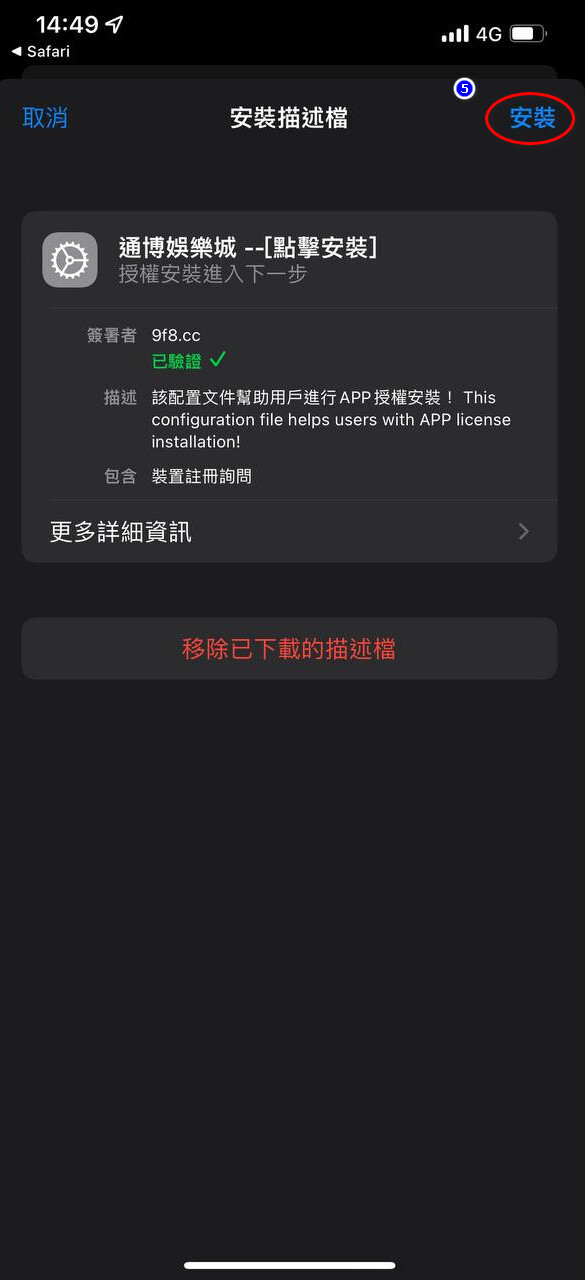 14:49
4G
Safari
5
取消
安裝描述檔
安裝
通博娛樂城 --[點擊安裝]
授權安裝進入下一步
簽署者 9f8.cc
已驗證
描述 該配置文件幫助用戶進行APP授權安裝！ This
configuration file helps users with APP license
installation!
包含 裝置註冊詢問
更多詳細資訊
移除已下載的描述檔